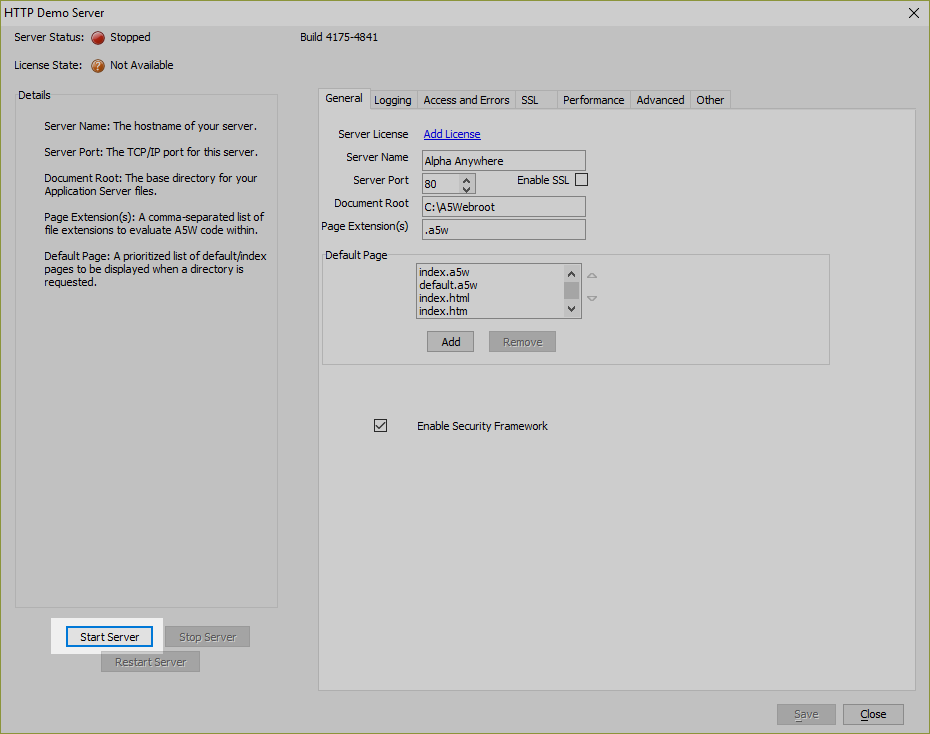 HTTP Demo Server
Server Status: Stopped
Build 4175-4841
License State: Not Available
Details
Server Name: The hostname of your server.
Server Port: The TCP/IP port for this server.
Document Root: The base directory for your
Application Server files.
Page Extension(s): A comma-separated list of
file extensions to evaluate A5W code within.
Default Page: A prioritized list of default/index
pages to be displayed when a directory is
requested.
Start Server
Stop Server
Restart Server
General
Logging
Access and Errors
SSL
Performance
Advanced
Other
Server License Add License
Server Name Alpha Anywhere
Server Port 80 Enable SSL
Document Root C:\A5Webroot
Page Extension(s) .a5w
Default Page
index.a5w
default.a5w
index.html
index.htm
Add
Remove
Enable Security Framework
Save
Close